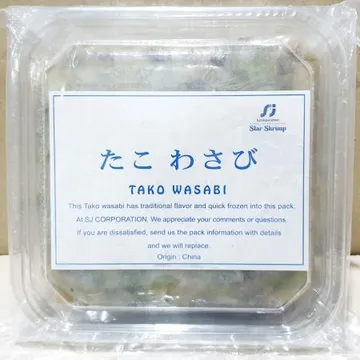 SJ
Star Shrimp
たこ わさび
TAKO WASABI
This Tako wasabi has traditional flavor and quick frozen into this pack.
At SJ CORPORATION, We appreciate your comments or questions.
If you are dissatisfied, send us the pack information with details
and we will replace.
Origin : China